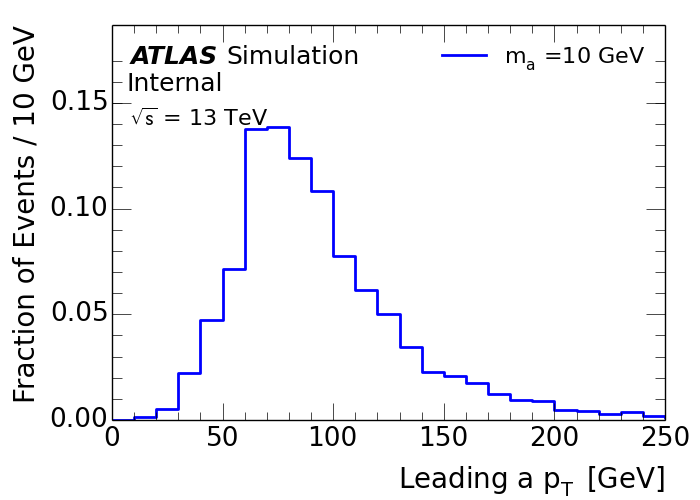 ATLAS Simulation
Internal
√s = 13 TeV
m_a =10 GeV
Fraction of Events / 10 GeV
0.15
0.10
0.05
0.00
0 50 100 150 200 250
Leading a p_T [GeV]